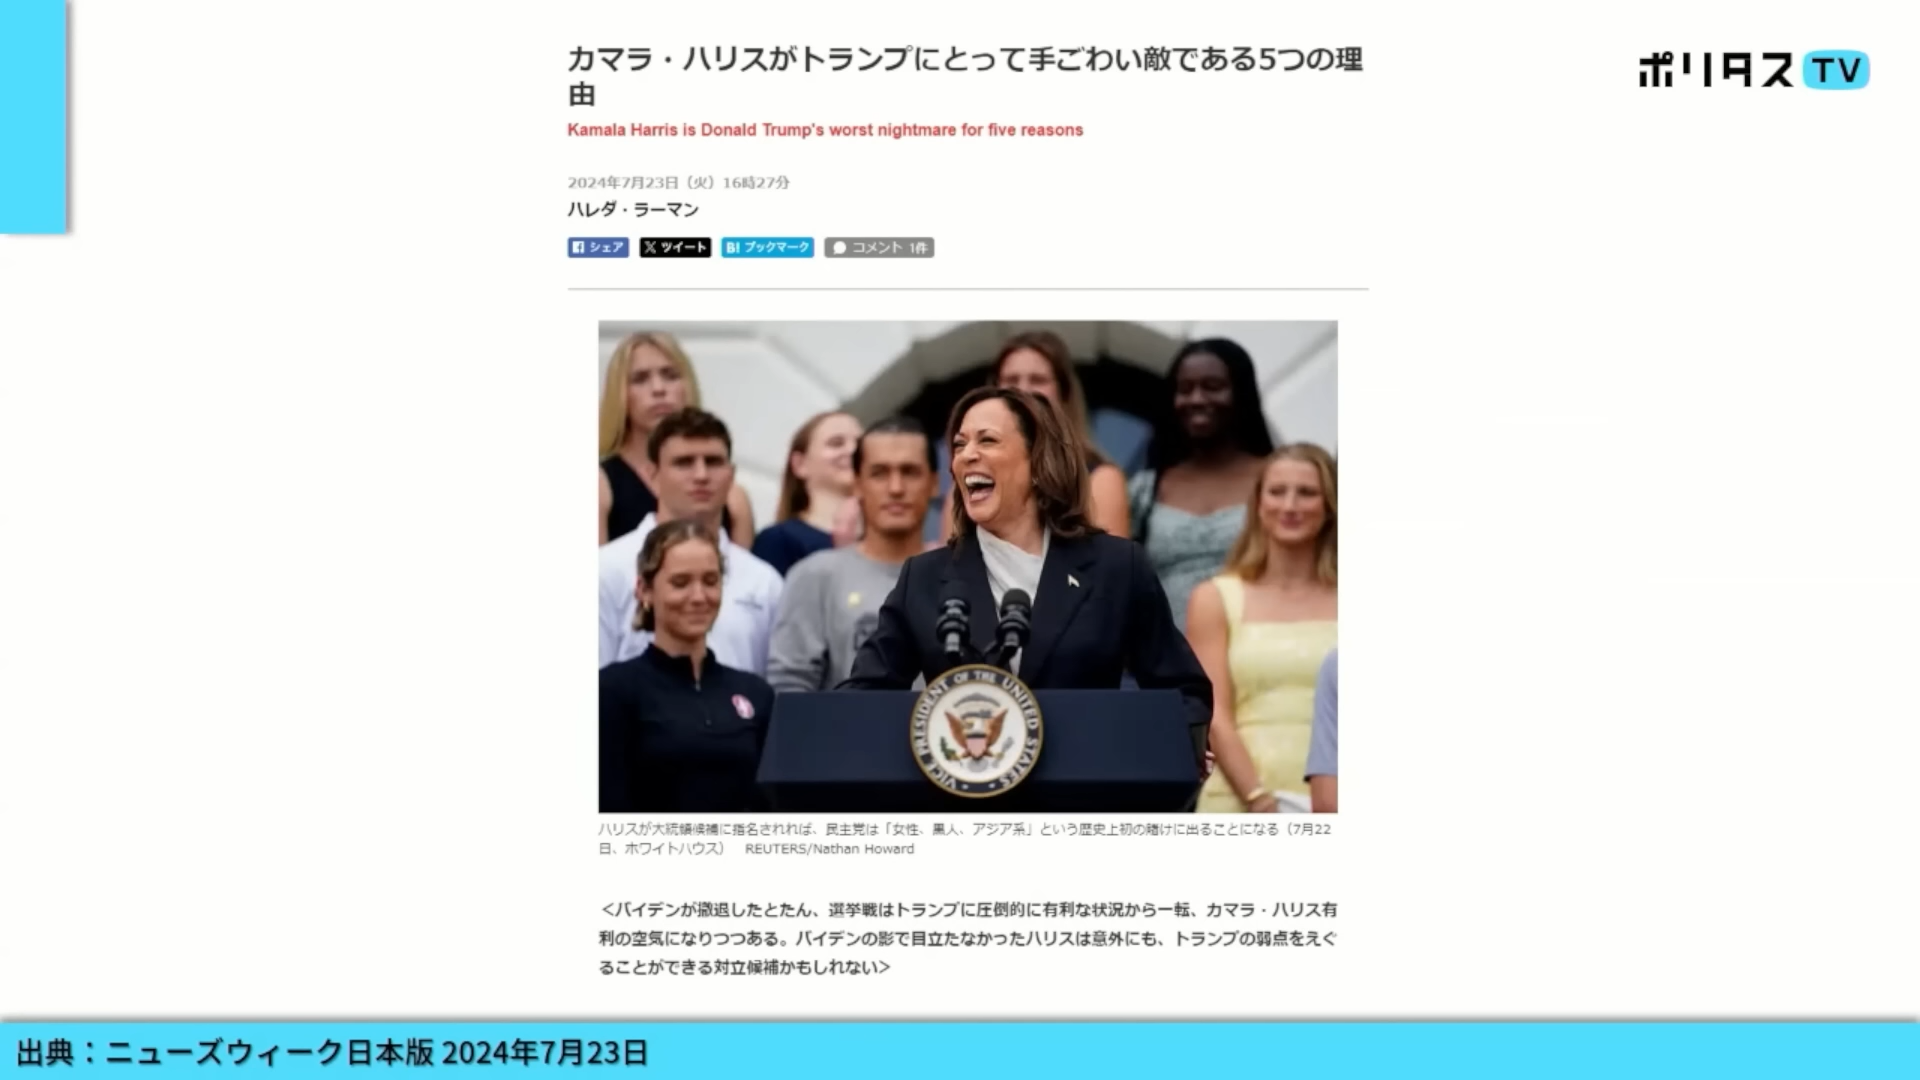 カマラ・ハリスがトランプにとって手ごわい敵である5つの理
由
Kamala Harris is Donald Trump's worst nightmare for five reasons
ポリタスTV
2024年7月23日（火）16時27分
ハレダ・ラーマン
シェア ツイート B! ブックマーク コメント 1件
VICE PRESIDENT OF THE UNITED STATES
ハリスが大統領候補に指名されれば、民主党は「女性、黒人、アジア系」という歴史上初の賭けに出ることになる（7月22
日、ホワイトハウス） REUTERS/Nathan Howard
＜バイデンが撤退したとたん、選挙戦はトランプに圧倒的に有利な状況から一転、カマラ・ハリス有
利の空気になりつつある。バイデンの影で目立たなかったハリスは意外にも、トランプの弱点をえぐ
ることができる対立候補かもしれない＞
出典：ニューズウィーク日本版 2024年7月23日